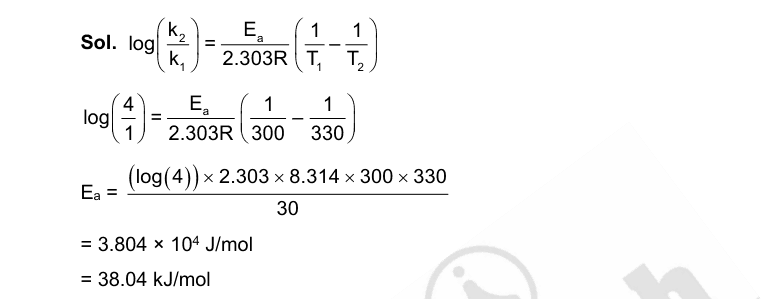 Sol. log(k₂/k₁) = Eₐ/2.303R (1/T₁ − 1/T₂)
log(4/1) = Eₐ/2.303R (1/300 − 1/330)
Eₐ = (log(4)) × 2.303 × 8.314 × 300 × 330 / 30
= 3.804 × 10⁴ J/mol
= 38.04 kJ/mol